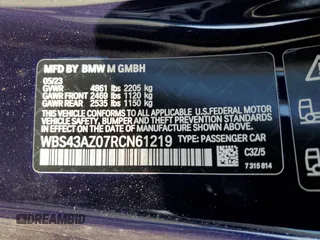 MFD BY BMW M GMBH
05/23
GVWR 4861 lbs 2205 kg
GAWR FRONT 2469 lbs 1120 kg
GAWR REAR 2535 lbs 1150 kg
THIS VEHICLE CONFORMS TO ALL APPLICABLE
FEDERAL MOTOR VEHICLE SAFETY, BUMPER,
AND THEFT PREVENTION STANDARDS IN EFFECT
ON THE DATE OF MANUFACTURE SHOWN ABOVE.
WBS43AZ07RCN61219 TYPE: PASSENGER CAR
C3Z/5
7 315 814
DREAMBID